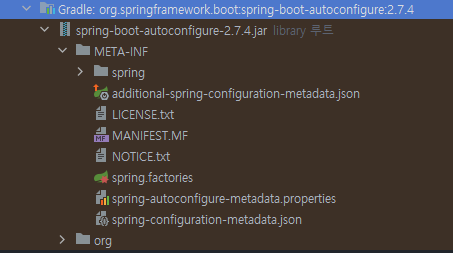 Gradle: org.springframework.boot:spring-boot-autoconfigure:2.7.4
spring-boot-autoconfigure-2.7.4.jar library 루트
META-INF
spring
additional-spring-configuration-metadata.json
LICENSE.txt
MF MANIFEST.MF
NOTICE.txt
spring.factories
spring-autoconfigure-metadata.properties
spring-configuration-metadata.json
org